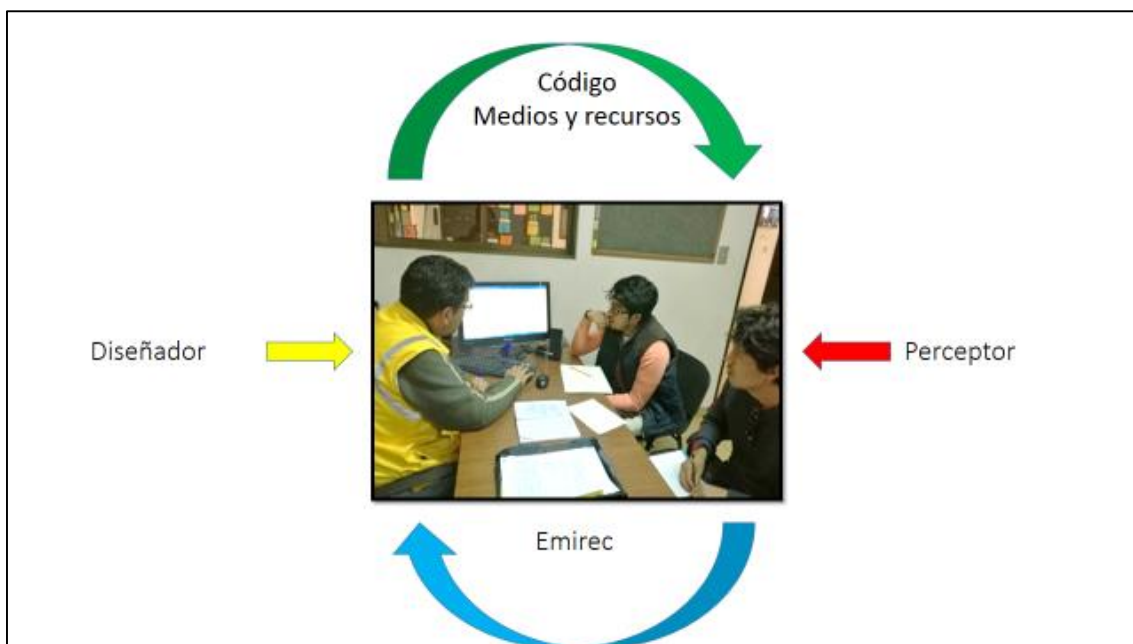 Código
Medios y recursos
Diseñador
Perceptor
Emirec